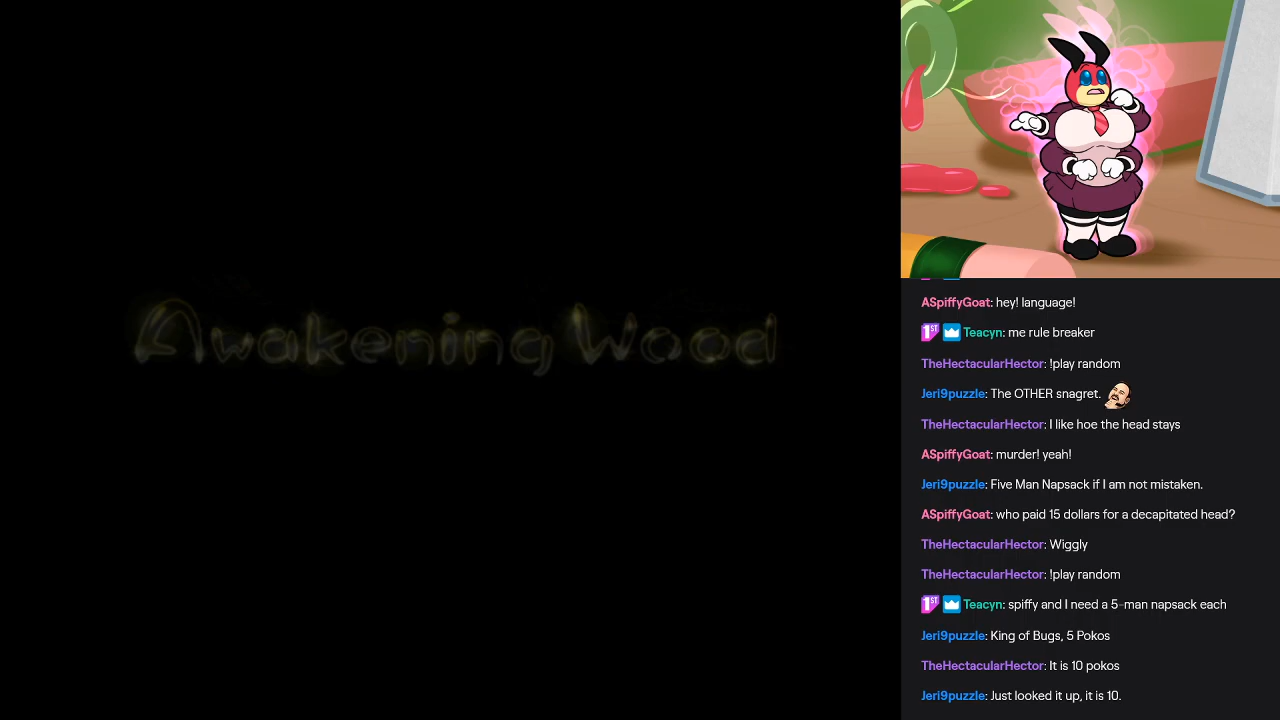 Awakening Wood
ASpiffyGoat: hey! language!
1ST Teacyn: me rule breaker
TheHectacularHector: !play random
Jeri9puzzle: The OTHER snagret.
TheHectacularHector: I like hoe the head stays
ASpiffyGoat: murder! yeah!
Jeri9puzzle: Five Man Napsack if I am not mistaken.
ASpiffyGoat: who paid 15 dollars for a decapitated head?
TheHectacularHector: Wiggly
TheHectacularHector: !play random
1ST Teacyn: spiffy and I need a 5-man napsack each
Jeri9puzzle: King of Bugs, 5 Pokos
TheHectacularHector: It is 10 pokos
Jeri9puzzle: Just looked it up, it is 10.